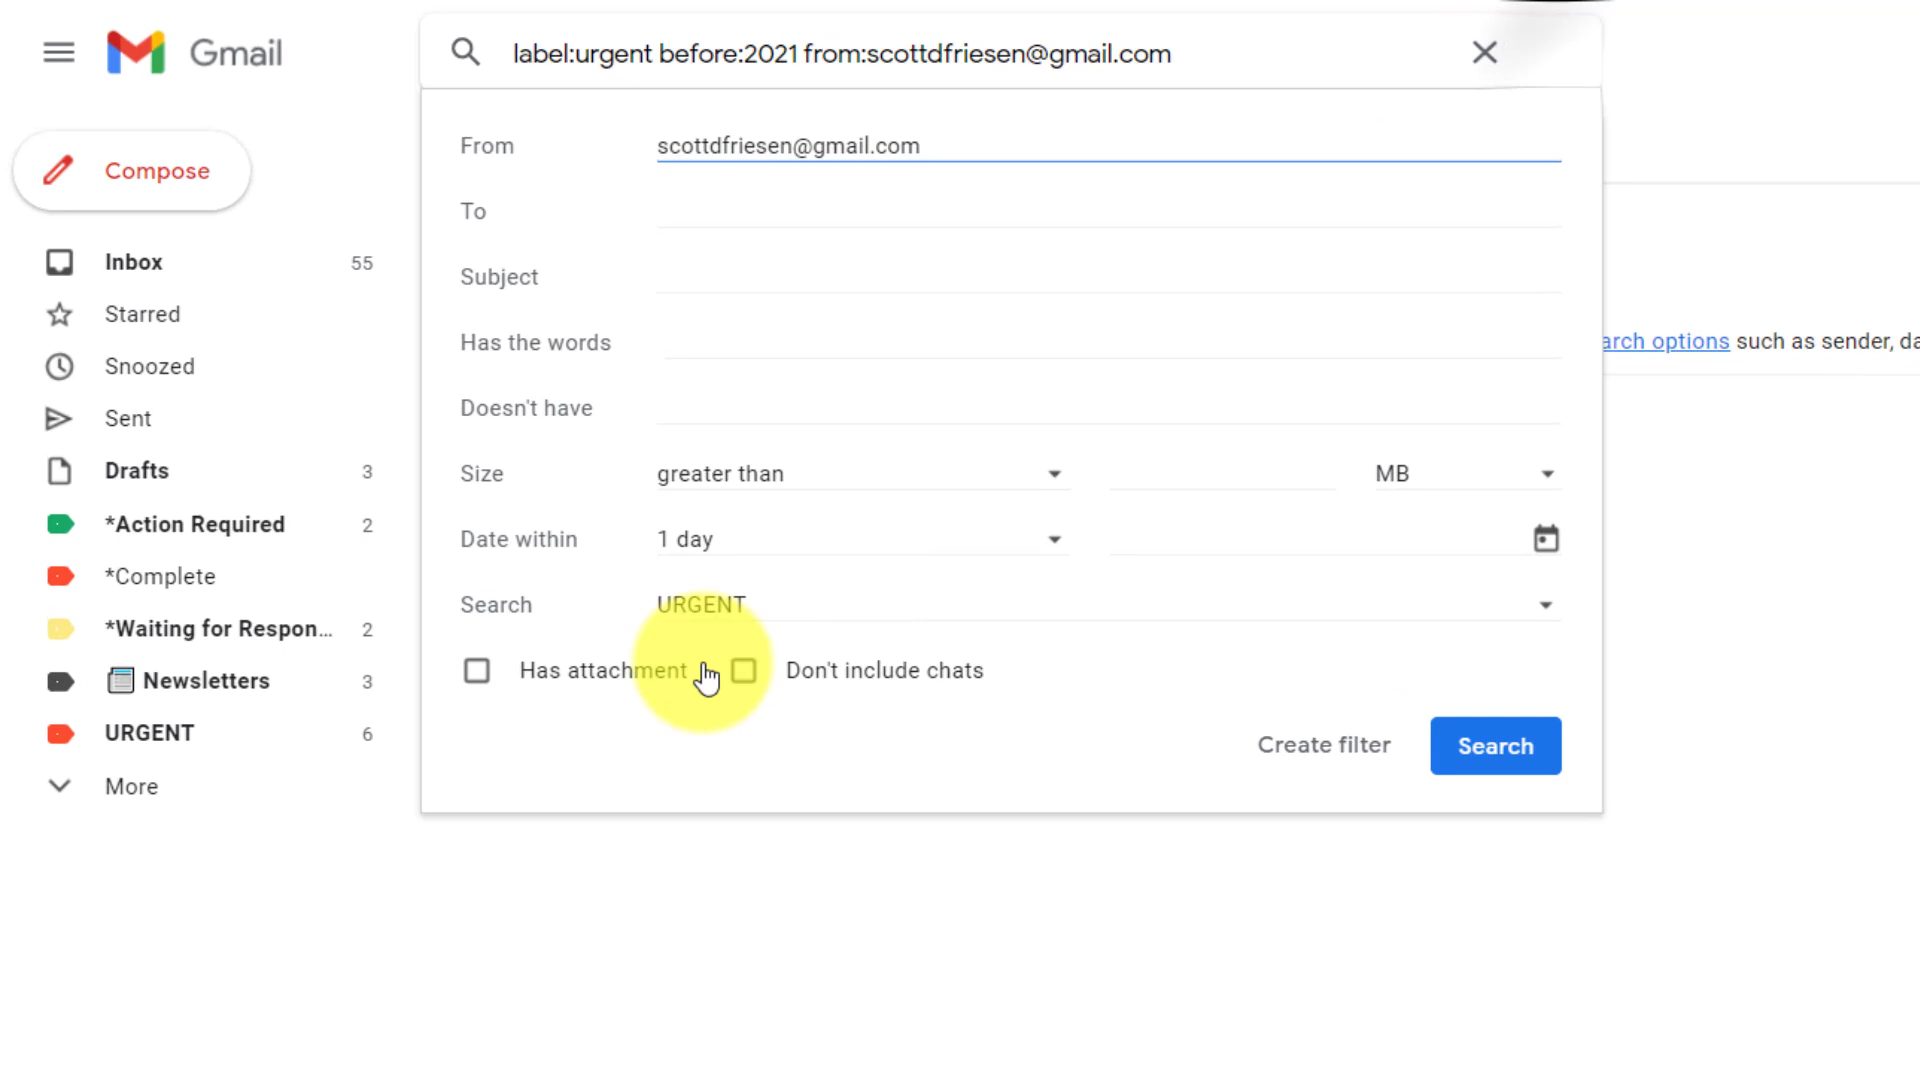 Gmail
label:urgent before:2021 from:scottdfriesen@gmail.com
Compose
Inbox 55
Starred
Snoozed
Sent
Drafts 3
*Action Required 2
*Complete
*Waiting for Respon... 2
Newsletters 3
URGENT 6
More
From scottdfriesen@gmail.com
To
Subject
Has the words
Doesn't have
Size greater than MB
Date within 1 day
Search URGENT
Has attachment Don't include chats
Create filter Search
arch options such as sender, da